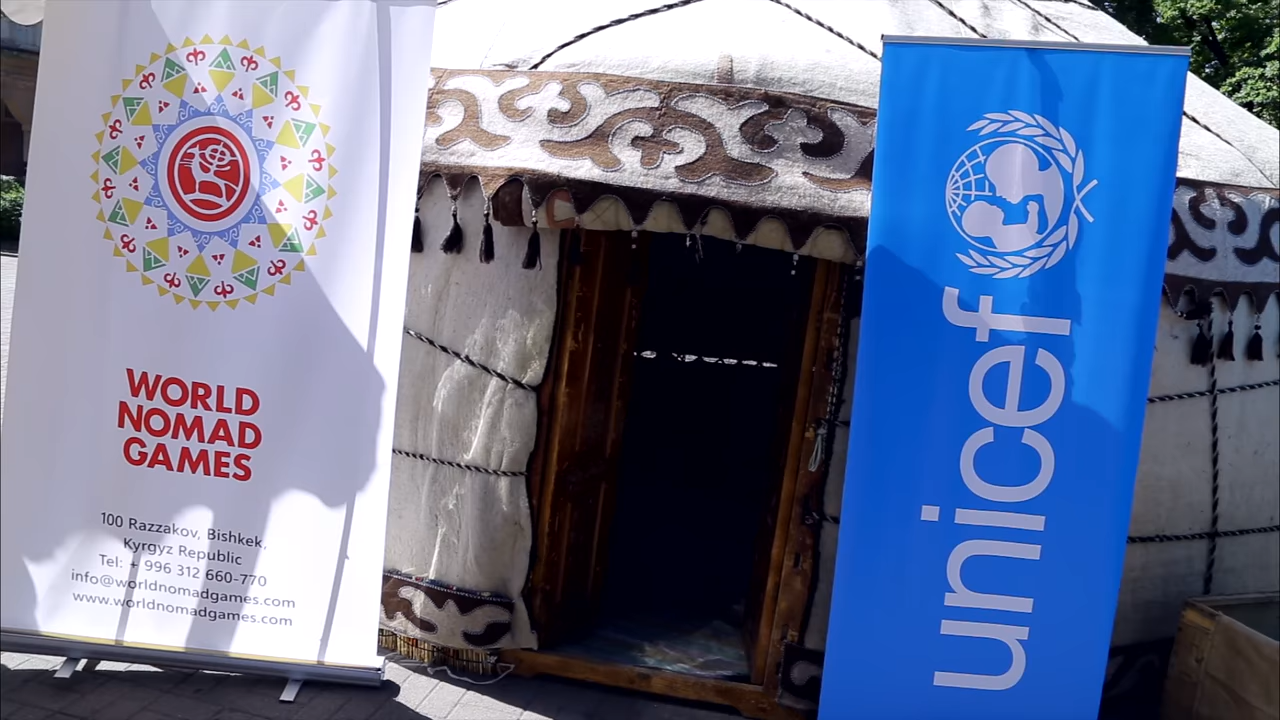 WORLD
NOMAD
GAMES
100 Razzakov, Bishkek,
Kyrgyz Republic
Tel: + 996 312 660-770
info@worldnomadgames.com
www.worldnomadgames.com
unicef